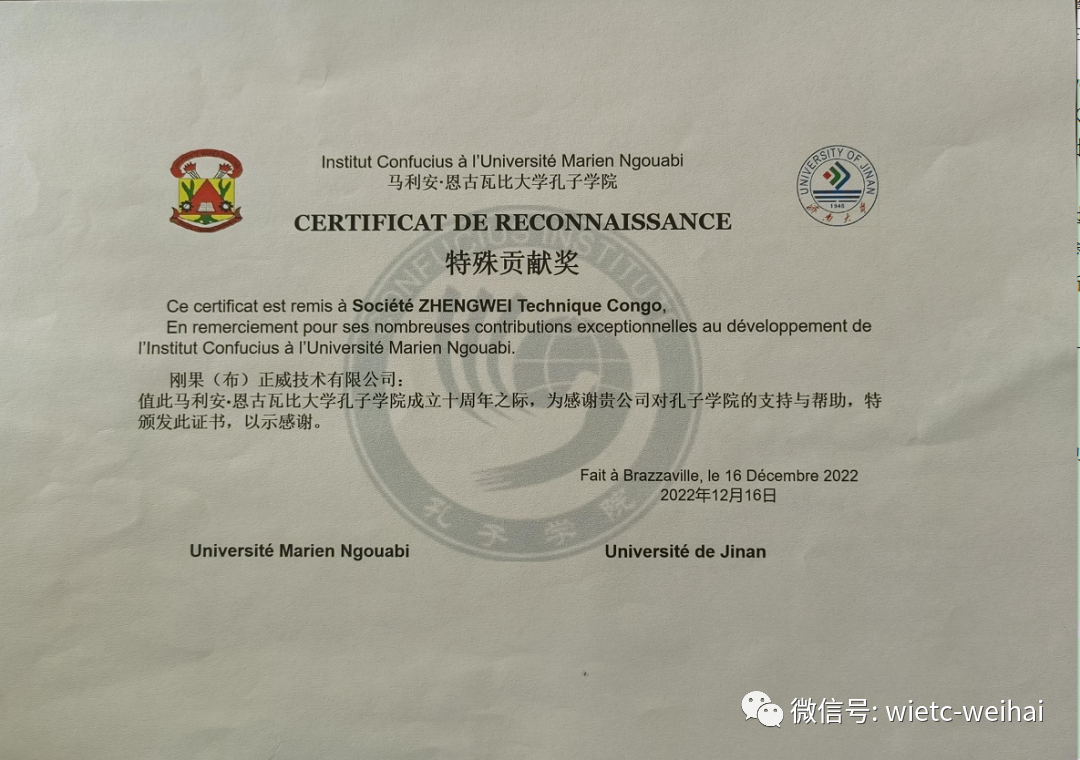 Institut Confucius à l'Université Marien Ngouabi
马利安·恩古瓦比大学孔子学院
UNIVERSITY OF JINAN
1948
济南大学
CERTIFICAT DE RECONNAISSANCE
特殊贡献奖
CONFUCIUS INSTITUTE
Ce certificat est remis à Société ZHENGWEI Technique Congo,
En remerciement pour ses nombreuses contributions exceptionnelles au développement de
l'Institut Confucius à l'Université Marien Ngouabi.
刚果（布）正威技术有限公司：
值此马利安·恩古瓦比大学孔子学院成立十周年之际，为感谢贵公司对孔子学院的支持与帮助，特
颁发此证书，以示感谢。
Fait à Brazzaville, le 16 Décembre 2022
2022年12月16日
孔子学院
Université Marien Ngouabi
Université de Jinan
微信号: wietc-weihai